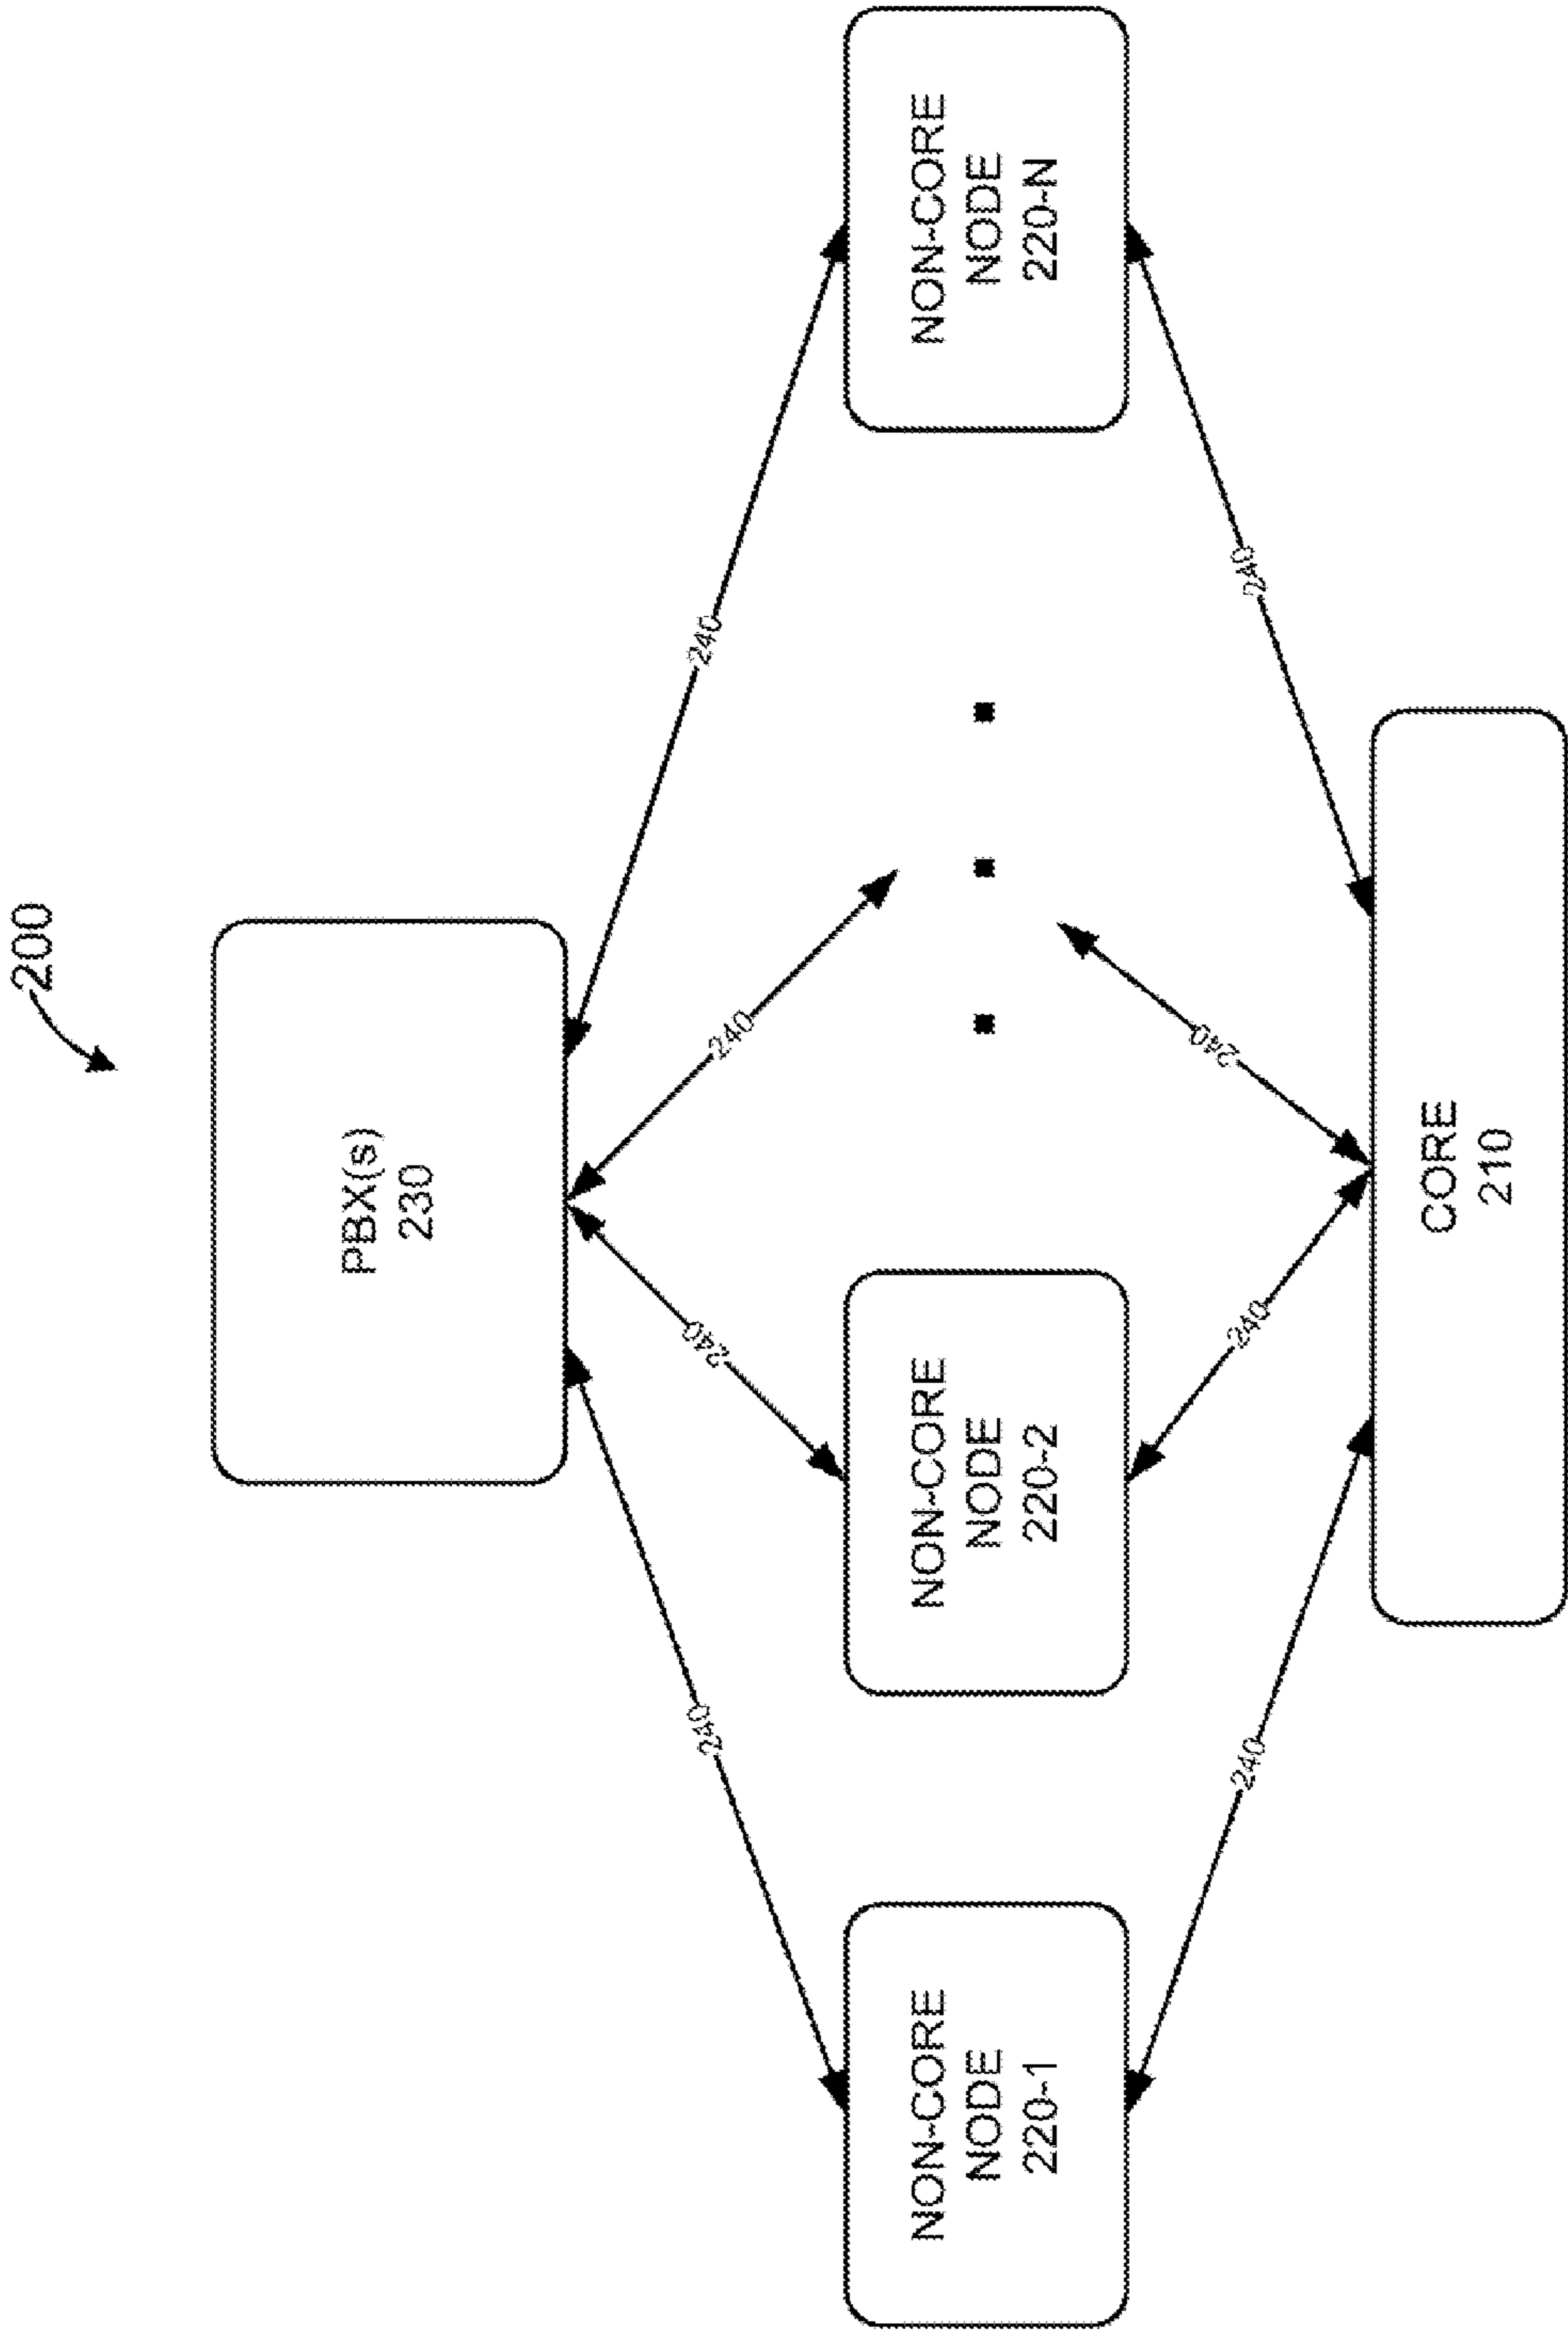 200
PBX(s)
230
240
240
240
240
NON-CORE
NODE
220-1
NON-CORE
NODE
220-2
NON-CORE
NODE
220-N
240
240
240
240
CORE
210